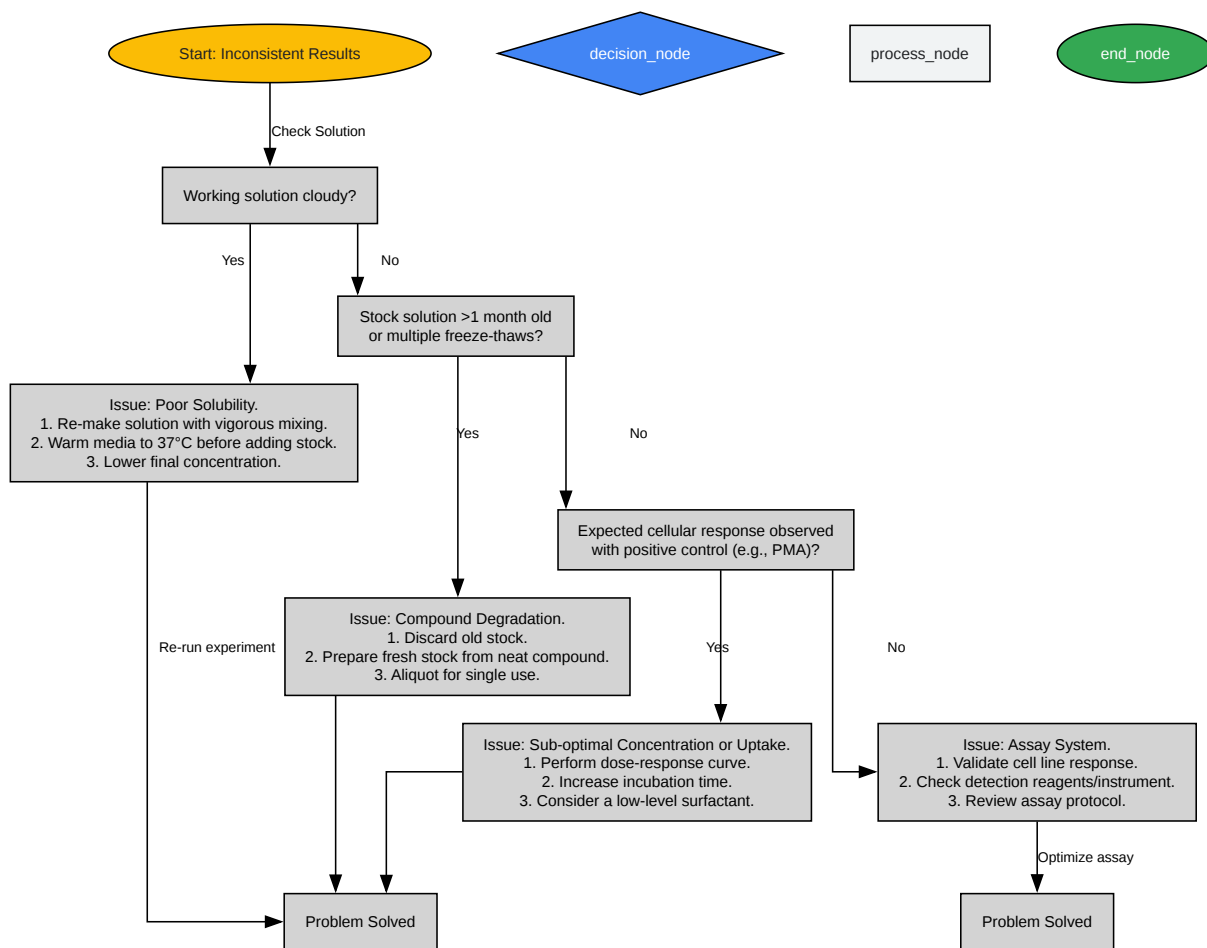 Start: Inconsistent Results
decision_node
process_node
end_node
Check Solution
Working solution cloudy?
Yes
No
Stock solution >1 month old
or multiple freeze-thaws?
Issue: Poor Solubility.
1. Re-make solution with vigorous mixing.
2. Warm media to 37°C before adding stock.
3. Lower final concentration.
Yes
No
Expected cellular response observed
with positive control (e.g., PMA)?
Issue: Compound Degradation.
1. Discard old stock.
2. Prepare fresh stock from neat compound.
3. Aliquot for single use.
Re-run experiment
Yes
No
Issue: Sub-optimal Concentration or Uptake.
1. Perform dose-response curve.
2. Increase incubation time.
3. Consider a low-level surfactant.
Issue: Assay System.
1. Validate cell line response.
2. Check detection reagents/instrument.
3. Review assay protocol.
Optimize assay
Problem Solved
Problem Solved